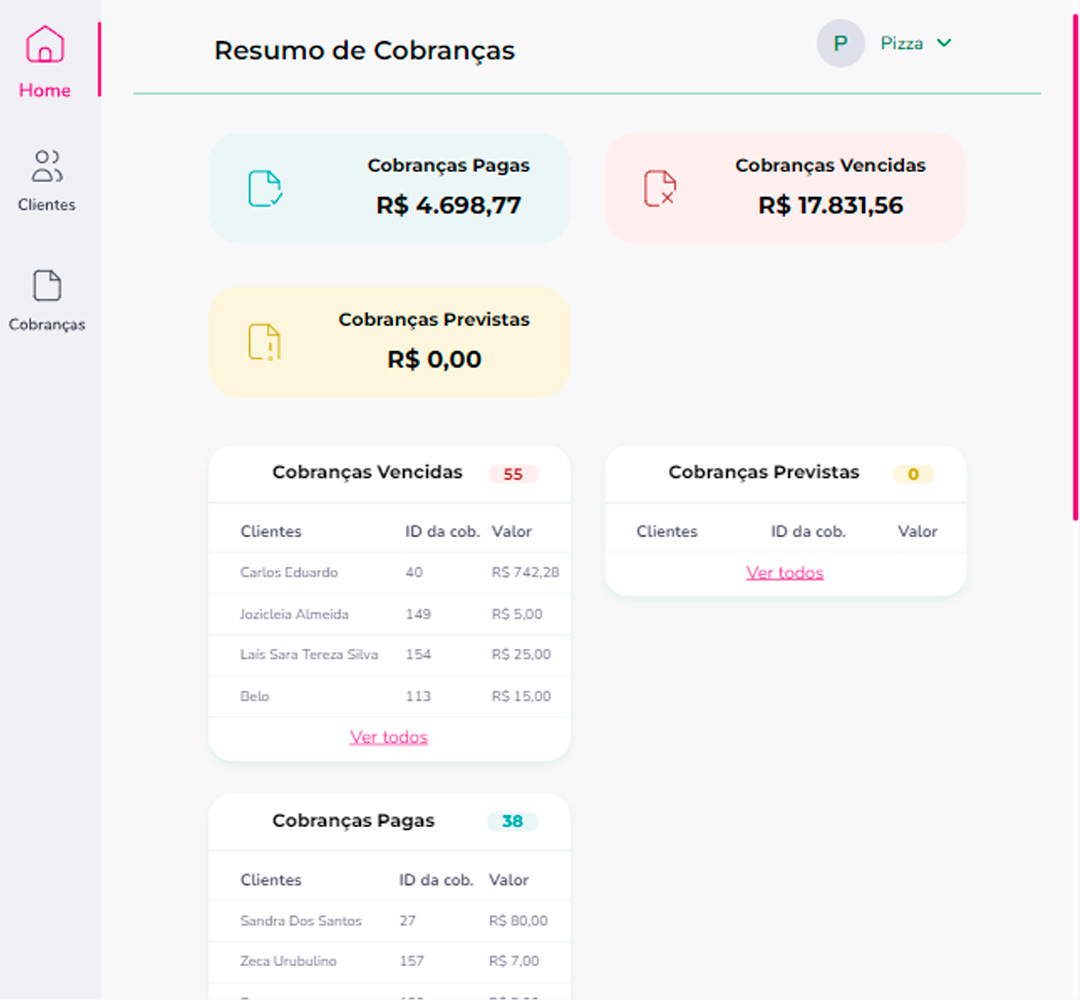 Home
Clientes
Cobranças
Resumo de Cobranças
P Pizza
Cobranças Pagas
R$ 4.698,77
Cobranças Vencidas
R$ 17.831,56
Cobranças Previstas
R$ 0,00
Cobranças Vencidas 55
Clientes ID da cob. Valor
Carlos Eduardo 40 R$ 742,28
Jozicleia Almeida 149 R$ 5,00
Laís Sara Tereza Silva 154 R$ 25,00
Belo 113 R$ 15,00
Ver todos
Cobranças Previstas 0
Clientes ID da cob. Valor
Ver todos
Cobranças Pagas 38
Clientes ID da cob. Valor
Sandra Dos Santos 27 R$ 80,00
Zeca Urubulino 157 R$ 7,00